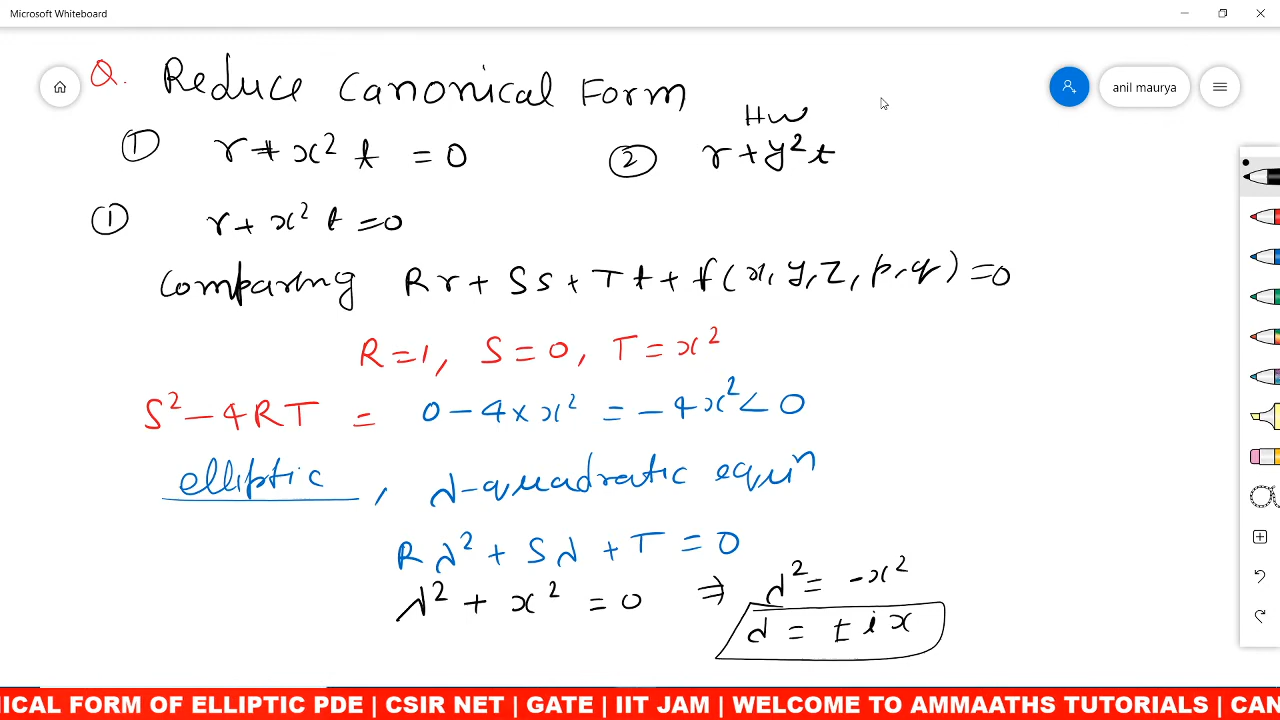 Microsoft Whiteboard
Q. Reduce Canonical Form
anil maurya
HW
① r + x² t = 0 ② r + y² t
① r + x² t = 0
Comparing Rr + Ss + Tt + f(x, y, z, p, q) = 0
R = 1, S = 0, T = x²
S² - 4RT = 0 - 4 × x² = -4x² < 0
elliptic, λ-quadratic equⁿ
Rλ² + Sλ + T = 0
λ² + x² = 0 ⇒ λ² = -x²
λ = ± i x
NICAL FORM OF ELLIPTIC PDE | CSIR NET | GATE | IIT JAM | WELCOME TO AMMAATHS TUTORIALS | CAN